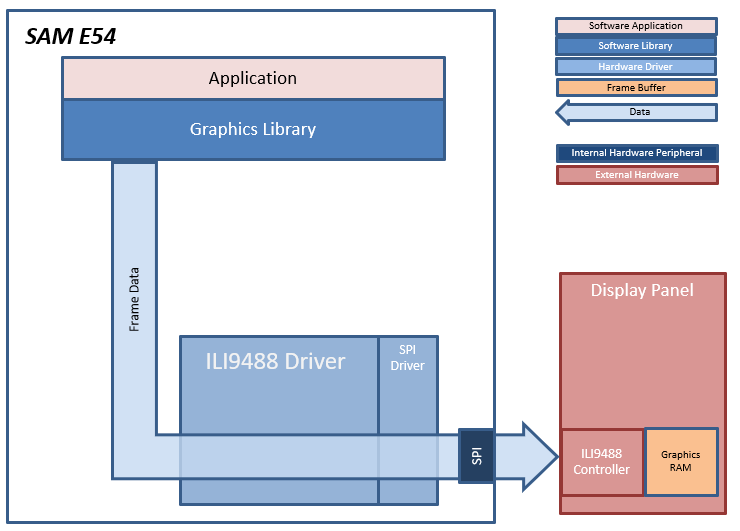 SAM E54
Application
Graphics Library
Frame Data
ILI9488 Driver
SPI
Driver
SPI
Software Application
Software Library
Hardware Driver
Frame Buffer
Data
Internal Hardware Peripheral
External Hardware
Display Panel
ILI9488
Controller
Graphics
RAM